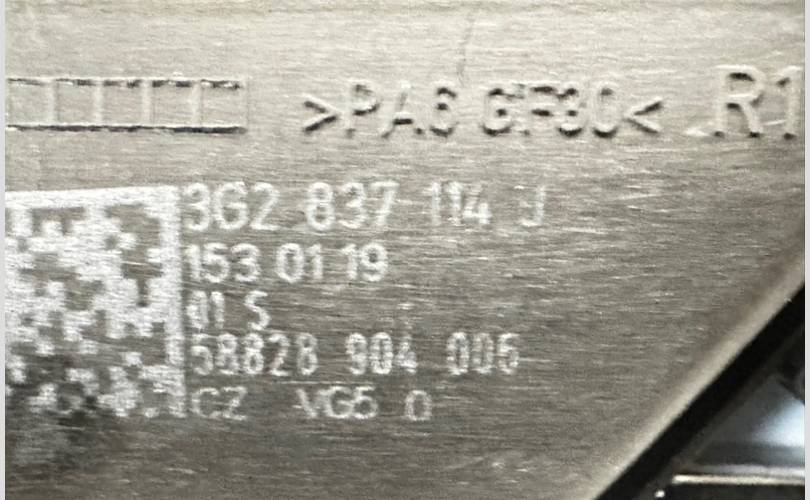 >PA6 GF30< R1
3G2 837 114 J
153 01 19
01 S
58828 904 006
CZ VG5 0